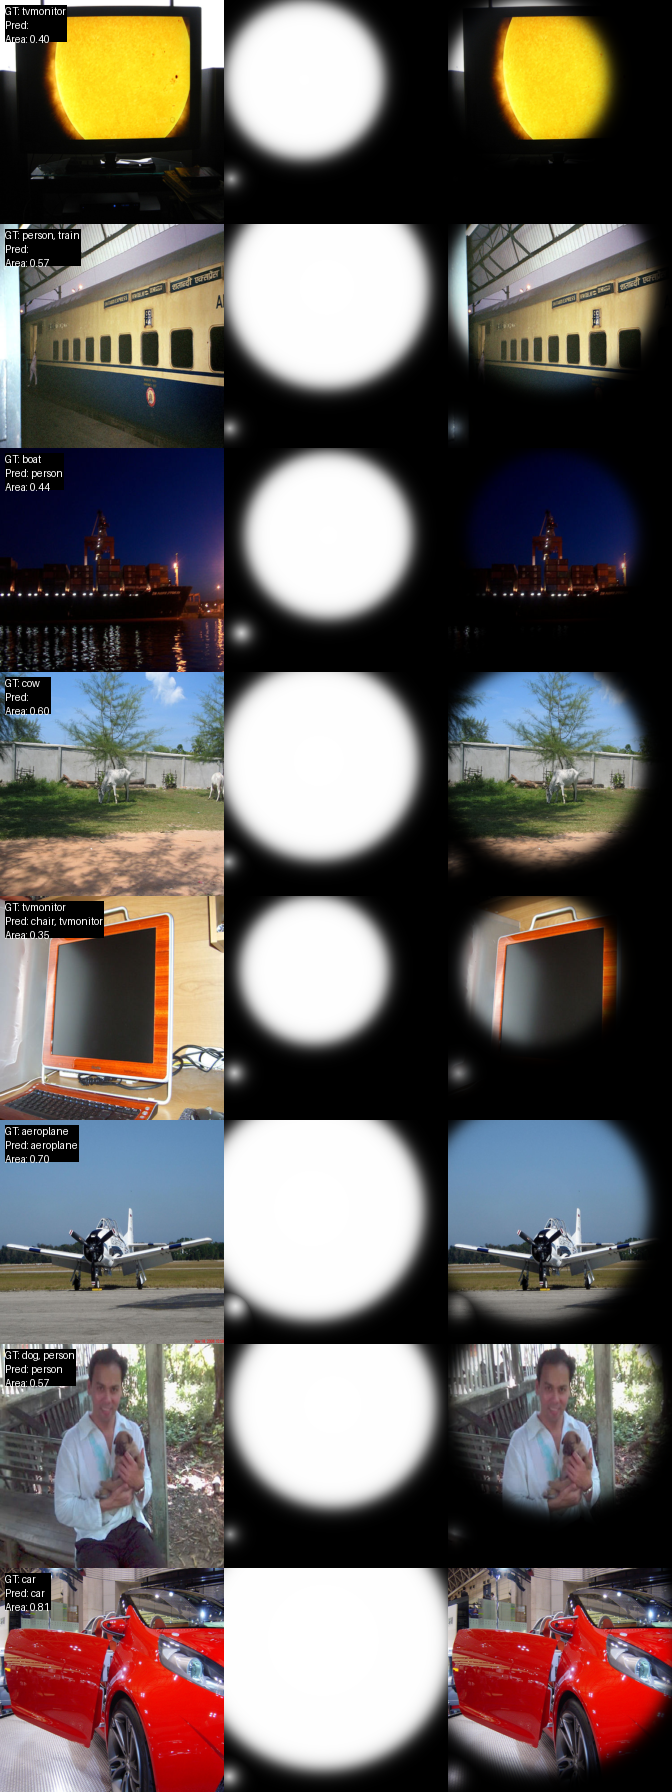 GT: tvmonitor
Pred:
Area: 0.40
GT: person, train
Pred:
Area: 0.57
GT: boat
Pred: person
Area: 0.44
GT: cow
Pred:
Area: 0.60
GT: tvmonitor
Pred: chair, tvmonitor
Area: 0.35
GT: aeroplane
Pred: aeroplane
Area: 0.70
GT: dog, person
Pred: person
Area: 0.57
GT: car
Pred: car
Area: 0.81